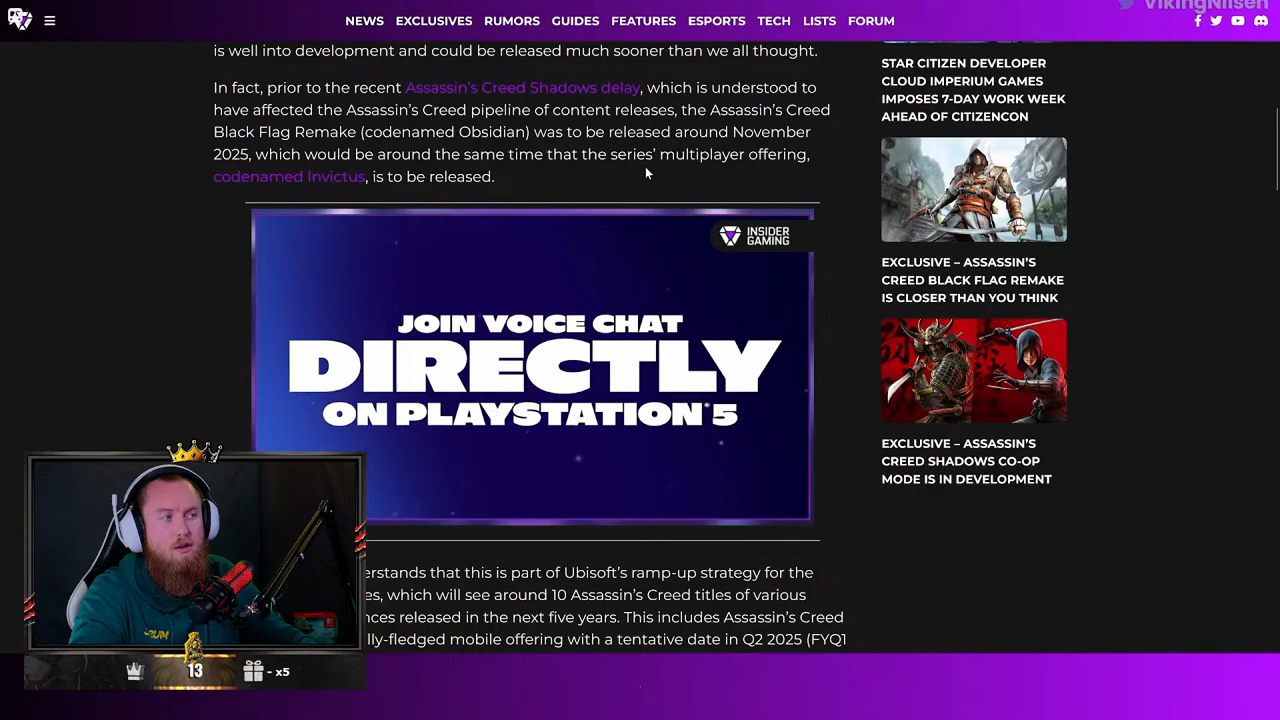 VikingNilsen
NEWS EXCLUSIVES RUMORS GUIDES FEATURES ESPORTS TECH LISTS FORUM
is well into development and could be released much sooner than we all thought.
In fact, prior to the recent Assassin's Creed Shadows delay, which is understood to
have affected the Assassin's Creed pipeline of content releases, the Assassin's Creed
Black Flag Remake (codenamed Obsidian) was to be released around November
2025, which would be around the same time that the series' multiplayer offering,
codenamed Invictus, is to be released.
INSIDER
GAMING
JOIN VOICE CHAT
DIRECTLY
ON PLAYSTATION® 5
erstands that this is part of Ubisoft's ramp-up strategy for the
es, which will see around 10 Assassin's Creed titles of various
nces released in the next five years. This includes Assassin's Creed
lly-fledged mobile offering with a tentative date in Q2 2025 (FYQ1
STAR CITIZEN DEVELOPER
CLOUD IMPERIUM GAMES
IMPOSES 7-DAY WORK WEEK
AHEAD OF CITIZENCON
EXCLUSIVE – ASSASSIN'S
CREED BLACK FLAG REMAKE
IS CLOSER THAN YOU THINK
EXCLUSIVE – ASSASSIN'S
CREED SHADOWS CO-OP
MODE IS IN DEVELOPMENT
13
- x5